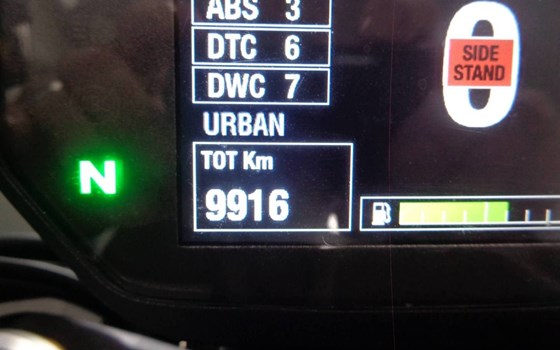 ABS 3
DTC 6
DWC 7
URBAN
TOT Km
9916
N
0
SIDE
STAND